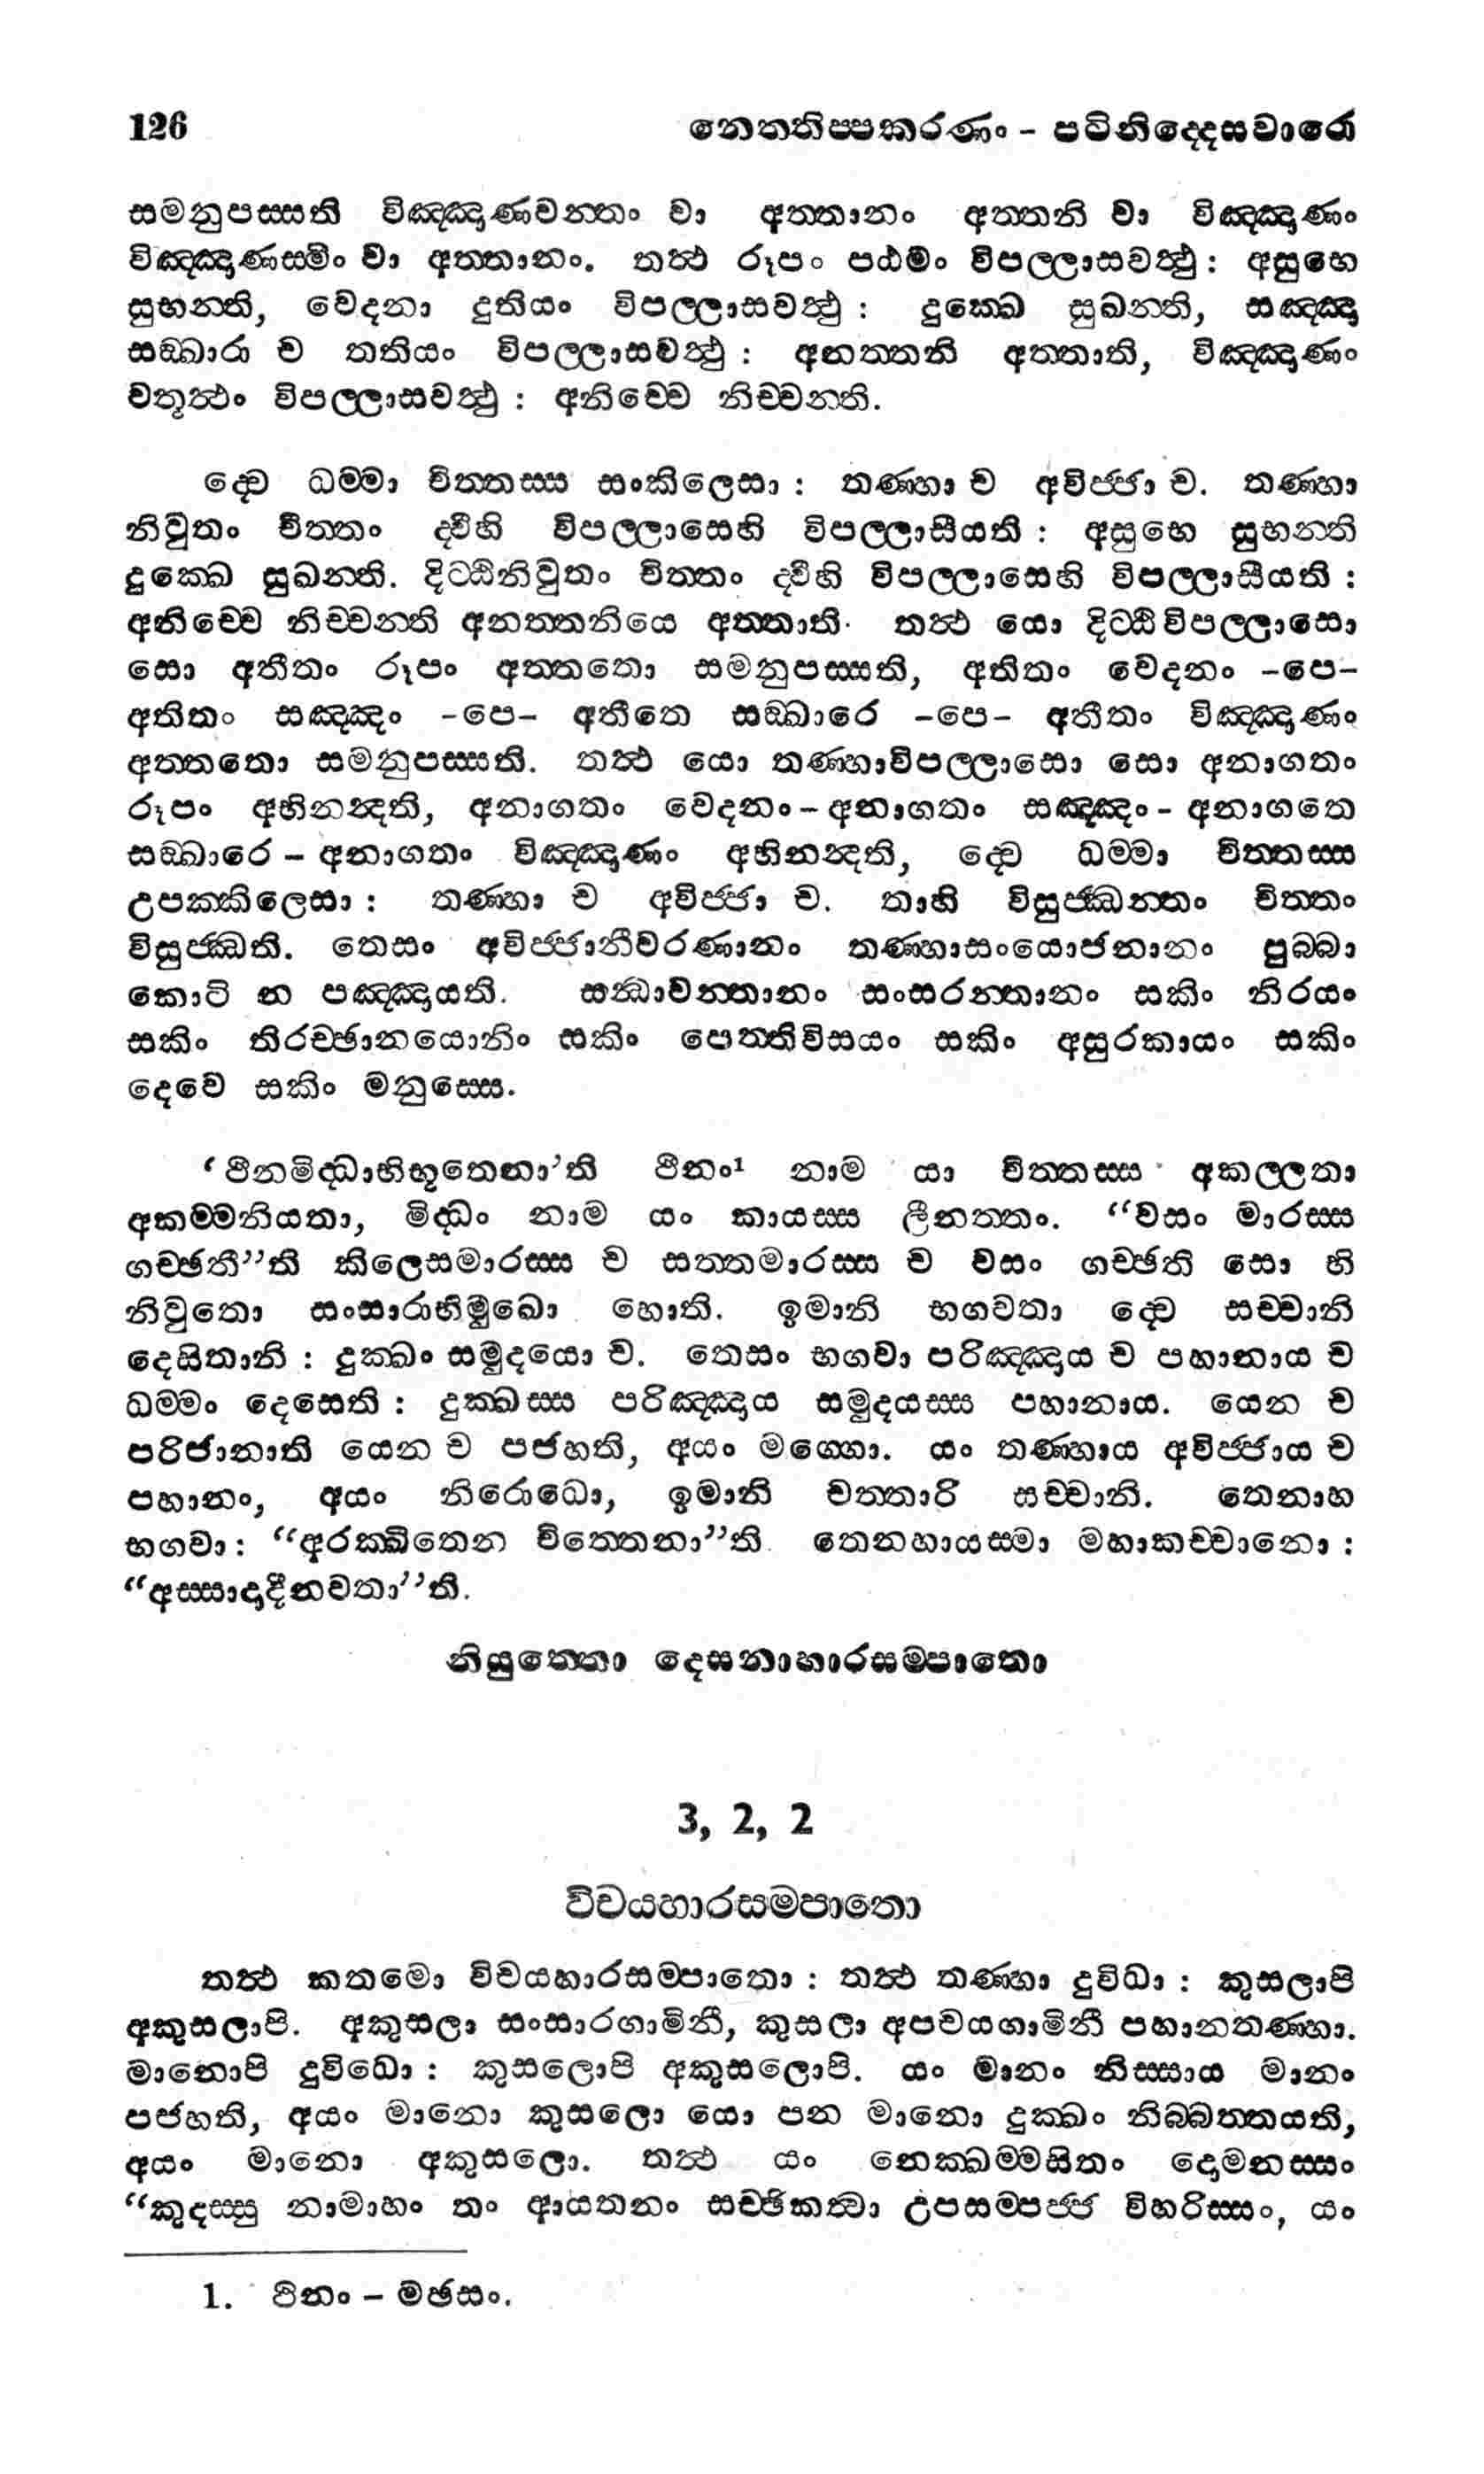 126 නෙත්තිප්පකරණං – පටිනිද්දෙසවාරො
සමනුපස්සති විඤ්ඤාණවන්තං වා අත්තානං අත්තනි වා විඤ්ඤාණං
විඤ්ඤාණස්මිං වා අත්තානං. තත්ථ රූපං පඨමං විපල්ලාසවත්ථු : අසුභෙ
සුභන්ති, වෙදනා දුතියං විපල්ලාසවත්ථු : දුක්ඛෙ සුඛන්ති, සඤ්ඤා
සඞ්ඛාරා ච තතියං විපල්ලාසවත්ථු : අනත්තනි අත්තාති, විඤ්ඤාණං
චතුත්ථං විපල්ලාසවත්ථු : අනිච්චෙ නිච්චන්ති.
ද්වෙ ධම්මා චිත්තස්ස සංකිලෙසා : තණ්හා ච අවිජ්ජා ච. තණ්හා
නිවුතං චිත්තං ද්වීහි විපල්ලාසෙහි විපල්ලාසීයති : අසුභෙ සුභන්ති
දුක්ඛෙ සුඛන්ති. දිට්ඨිනිවුතං චිත්තං ද්වීහි විපල්ලාසෙහි විපල්ලාසීයති :
අනිච්චෙ නිච්චන්ති අනත්තනියෙ අත්තාති. තත්ථ යො දිට්ඨිවිපල්ලාසො
සො අතීතං රූපං අත්තතො සමනුපස්සති, අතීතං වෙදනං -පෙ-
අතීතං සඤ්ඤං -පෙ- අතීතෙ සඞ්ඛාරෙ -පෙ- අතීතං විඤ්ඤාණං
අත්තතො සමනුපස්සති. තත්ථ යො තණ්හාවිපල්ලාසො සො අනාගතං
රූපං අභිනන්දති, අනාගතං වෙදනං – අනාගතං සඤ්ඤං - අනාගතෙ
සඞ්ඛාරෙ – අනාගතං විඤ්ඤාණං අභිනන්දති, ද්වෙ ධම්මා චිත්තස්ස
උපක්කිලෙසා : තණ්හා ච අවිජ්ජා ච. තාහි විසුජ්ඣන්තං චිත්තං
විසුජ්ඣති. තෙසං අවිජ්ජානීවරණානං තණ්හාසංයොජනානං පුබ්බා
කොටි න පඤ්ඤායති. සන්ධාවන්තානං සංසරන්තානං සකිං නිරයං
සකිං තිරච්ඡානයොනිං සකිං පෙත්තිවිසයං සකිං අසුරකායං සකිං
දෙවෙ සකිං මනුස්සෙ.
‘ථීනමිද්ධාභිභූතෙනා’ති ථීනං¹ නාම යා චිත්තස්ස අකල්ලතා
අකම්මනියතා, මිද්ධං නාම යං කායස්ස ලීනත්තං. “වසං මාරස්ස
ගච්ඡතී”ති කිලෙසමාරස්ස ච සත්තමාරස්ස ච වසං ගච්ඡති සො හි
නිවුතො සංසාරාභිමුඛො හොති. ඉමානි භගවතා ද්වෙ සච්චානි
දෙසිතානි : දුක්ඛං සමුදයො ච. තෙසං භගවා පරිඤ්ඤාය ච පහානාය ච
ධම්මං දෙසෙති : දුක්ඛස්ස පරිඤ්ඤාය සමුදයස්ස පහානාය. යෙන ච
පරිජානාති යෙන ච පජහති, අයං මග්ගො. යං තණ්හාය අවිජ්ජාය ච
පහානං, අයං නිරොධො, ඉමානි චත්තාරි සච්චානි. තෙනාහ
භගවා : “අරක්ඛිතෙන චිත්තෙනා”ති තෙනහායස්මා මහාකච්චානො :
“අස්සාදාදීනවතා”ති.
නියුත්තො දෙසනාහාරසම්පාතො
3, 2, 2
විචයහාරසම්පාතො
තත්ථ කතමො විචයහාරසම්පාතො : තත්ථ තණ්හා දුවිධා : කුසලාපි
අකුසලාපි. අකුසලා සංසාරගාමිනී, කුසලා අපචයගාමිනී පහානතණ්හා.
මානොපි දුවිධො : කුසලොපි අකුසලොපි. යං මානං නිස්සාය මානං
පජහති, අයං මානො කුසලො යො පන මානො දුක්ඛං නිබ්බත්තයති,
අයං මානො අකුසලො. තත්ථ යං නෙක්ඛම්මසිතං දොමනස්සං
“කුදස්සු නාමාහං තං ආයතනං සච්ඡිකත්වා උපසම්පජ්ජ විහරිස්සං, යං
1. ථිනං – මඡසං.